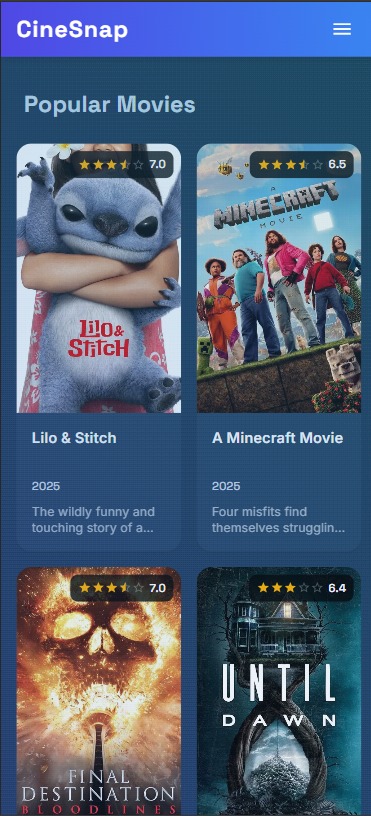 CineSnap
Popular Movies
7.0
6.5
Lilo &
Stitch
A
MINECRAFT
MOVIE
Lilo & Stitch
A Minecraft Movie
2025
2025
The wildly funny and
touching story of a...
Four misfits find
themselves strugglin...
7.0
6.4
FINAL
DESTINATION
BLOODLINES
UNTIL
DAWN